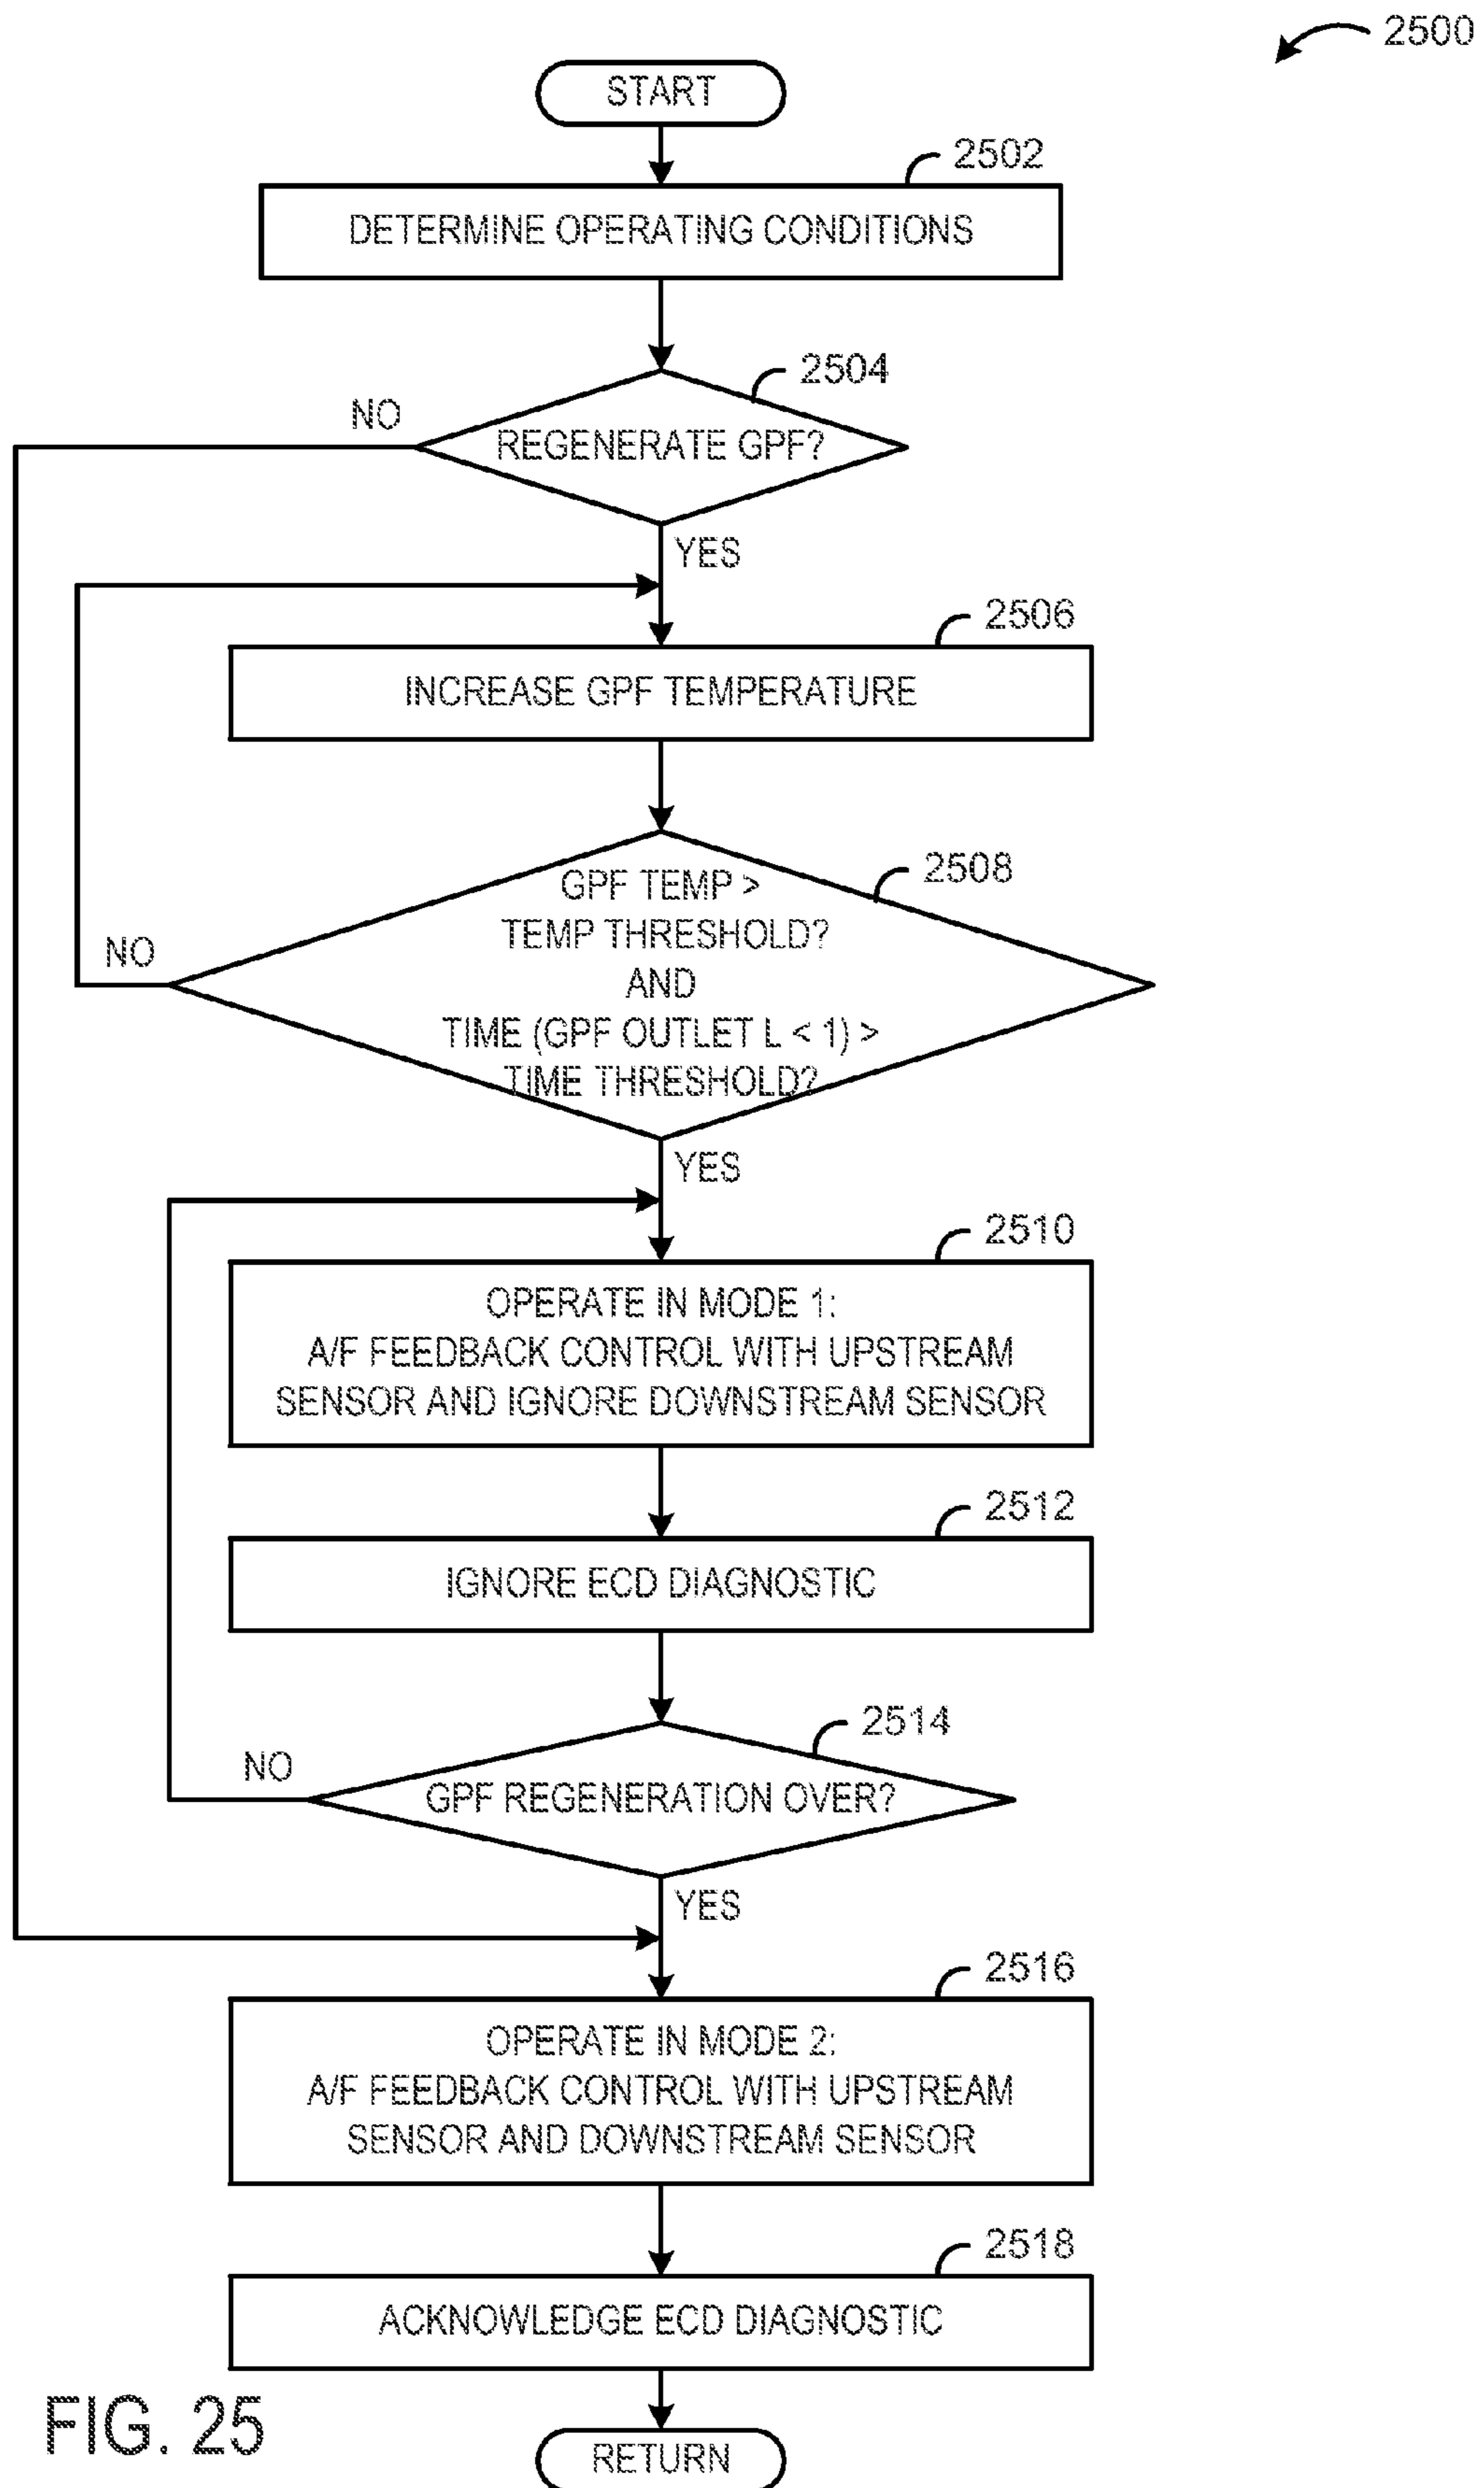 2500
START
2502
DETERMINE OPERATING CONDITIONS
2504
NO
REGENERATE GPF?
YES
2506
INCREASE GPF TEMPERATURE
2508
GPF TEMP >
TEMP THRESHOLD?
NO
AND
TIME (GPF OUTLET L < 1) >
TIME THRESHOLD?
YES
2510
OPERATE IN MODE 1:
A/F FEEDBACK CONTROL WITH UPSTREAM
SENSOR AND IGNORE DOWNSTREAM SENSOR
2512
IGNORE ECD DIAGNOSTIC
2514
NO
GPF REGENERATION OVER?
YES
2516
OPERATE IN MODE 2:
A/F FEEDBACK CONTROL WITH UPSTREAM
SENSOR AND DOWNSTREAM SENSOR
2518
ACKNOWLEDGE ECD DIAGNOSTIC
FIG. 25
RETURN